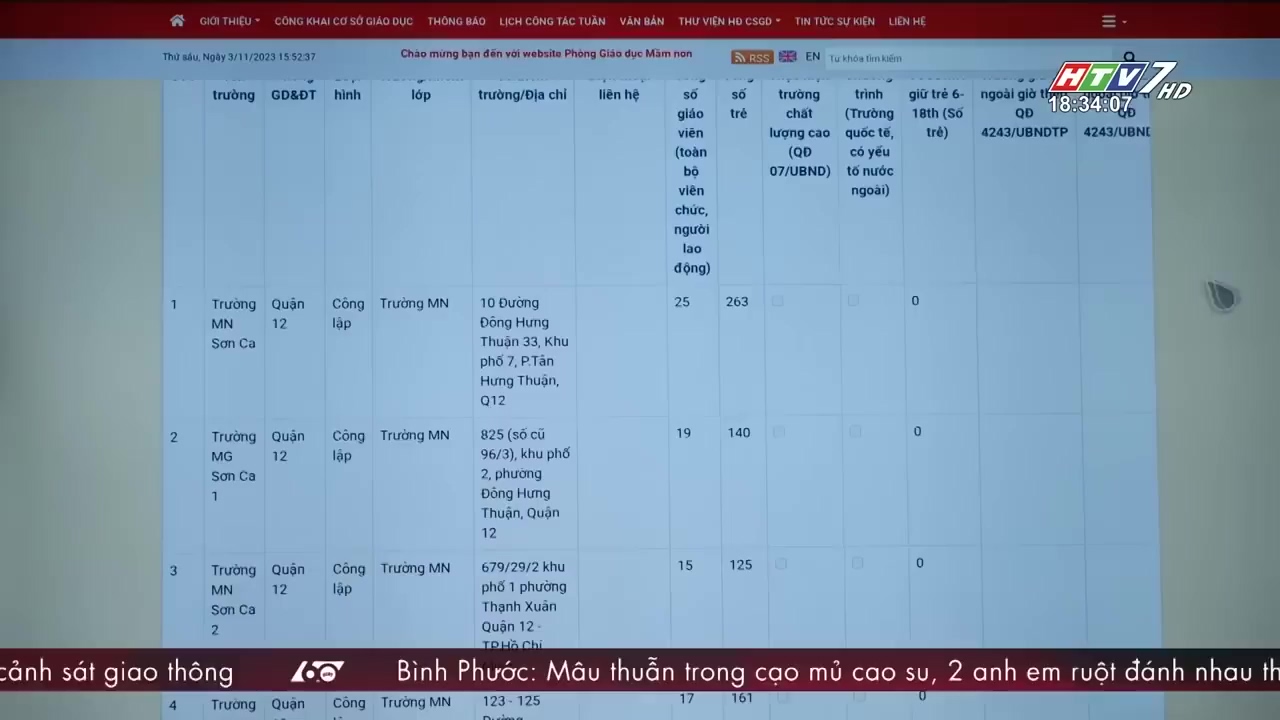 GIỚI THIỆU CÔNG KHAI CƠ SỞ GIÁO DỤC THÔNG BÁO LỊCH CÔNG TÁC TUẦN VĂN BẢN THƯ VIỆN HĐ CSGD TIN TỨC SỰ KIỆN LIÊN HỆ
Thứ sáu, Ngày 3/11/2023 15:52:37
Chào mừng bạn đến với website Phòng Giáo dục Mầm non
RSS
EN
Từ khóa tìm kiếm
HTV7 HD
18:34:07
trường
GD&ĐT
hình
lớp
trường/Địa chỉ
liên hệ
số
giáo
viên
(toàn
bộ
viên
chức,
người
lao
động)
số
trẻ
trường
chất
lượng cao
(QĐ
07/UBND)
trình
(Trường
quốc tế,
có yếu
tố nước
ngoài)
giữ trẻ 6-
18th (Số
trẻ)
ngoài giờ
QĐ
4243/UBNDTP
QĐ
1
Trường
MN
Sơn Ca
Quận
12
Công
lập
Trường MN
10 Đường
Đông Hưng
Thuận 33, Khu
phố 7, P.Tân
Hưng Thuận,
Q12
25
263
0
2
Trường
MG
Sơn Ca
1
Quận
12
Công
lập
Trường MN
825 (số cũ
96/3), khu phố
2, phường
Đông Hưng
Thuận, Quận
12
19
140
0
3
Trường
MN
Sơn Ca
2
Quận
12
Công
lập
Trường MN
679/29/2 khu
phố 1 phường
Thạnh Xuân
Quận 12 -
TP.Hồ Chí
15
125
0
4
Trường
Quận
Công
Trường MN
123 - 125
17
161
0
cảnh sát giao thông
60 giây
Bình Phước: Mâu thuẫn trong cạo mủ cao su, 2 anh em ruột đánh nhau